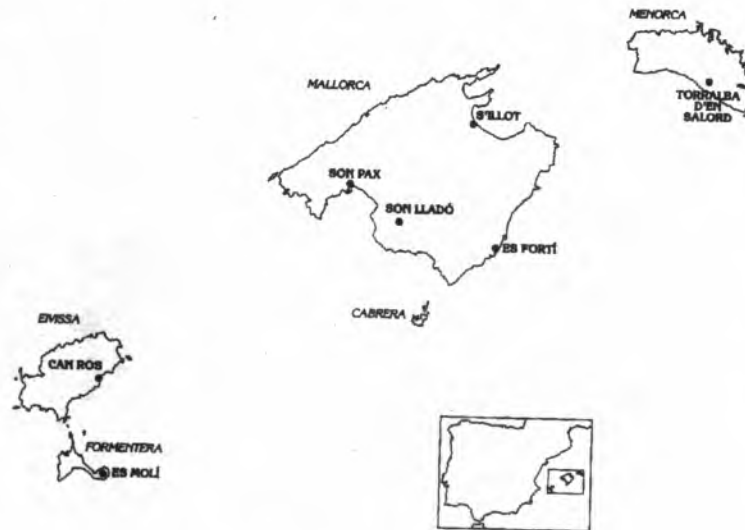 MENORCA
TORRALBA
D'EN
SALORD
MALLORCA
S'ILLOT
SON PAX
SON LLADÓ
ES FORTÍ
CABRERA
EIVISSA
CAN ROS
FORMENTERA
ES MOLÍ